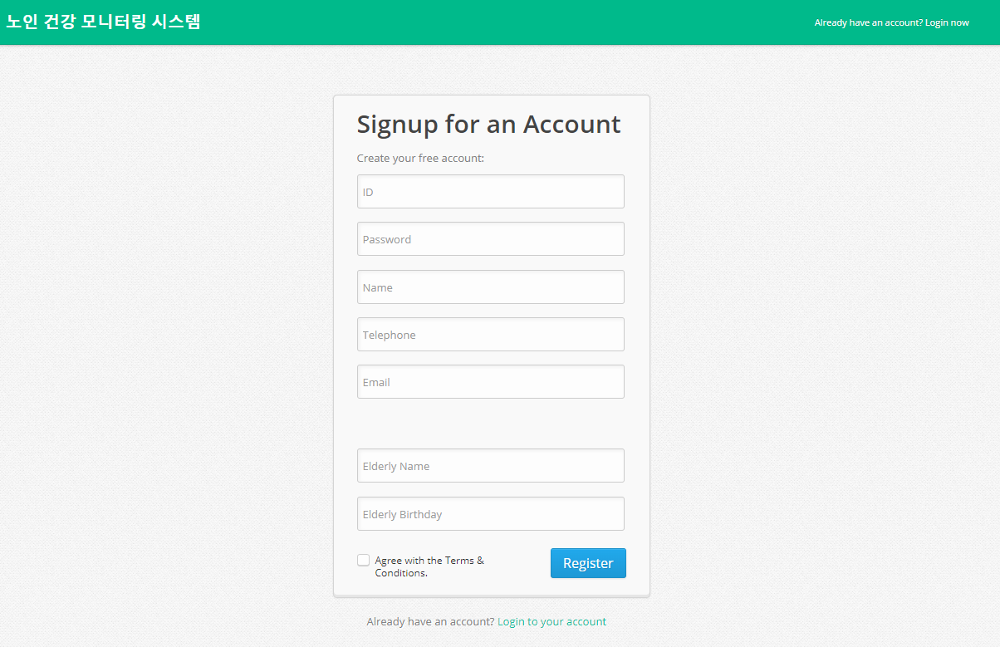 노인 건강 모니터링 시스템
Already have an account? Login now
Signup for an Account
Create your free account:
ID
Password
Name
Telephone
Email
Elderly Name
Elderly Birthday
Agree with the Terms &
Conditions.
Register
Already have an account? Login to your account